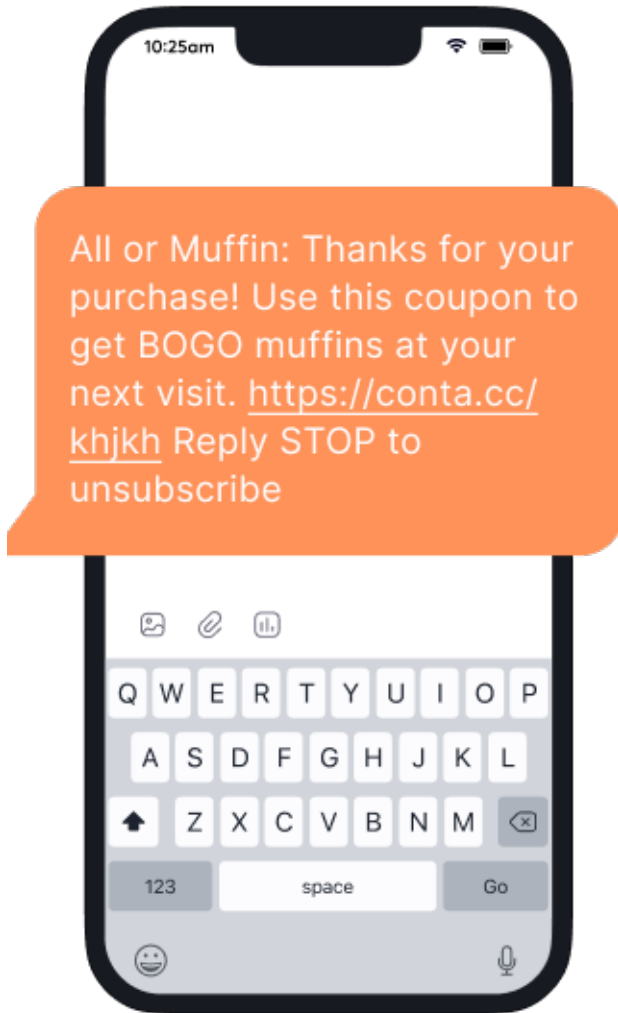 10:25am
All or Muffin: Thanks for your
purchase! Use this coupon to
get BOGO muffins at your
next visit. https://conta.cc/
khjkh Reply STOP to
unsubscribe
Q W E R T Y U I O P
A S D F G H J K L
Z X C V B N M
123 space Go